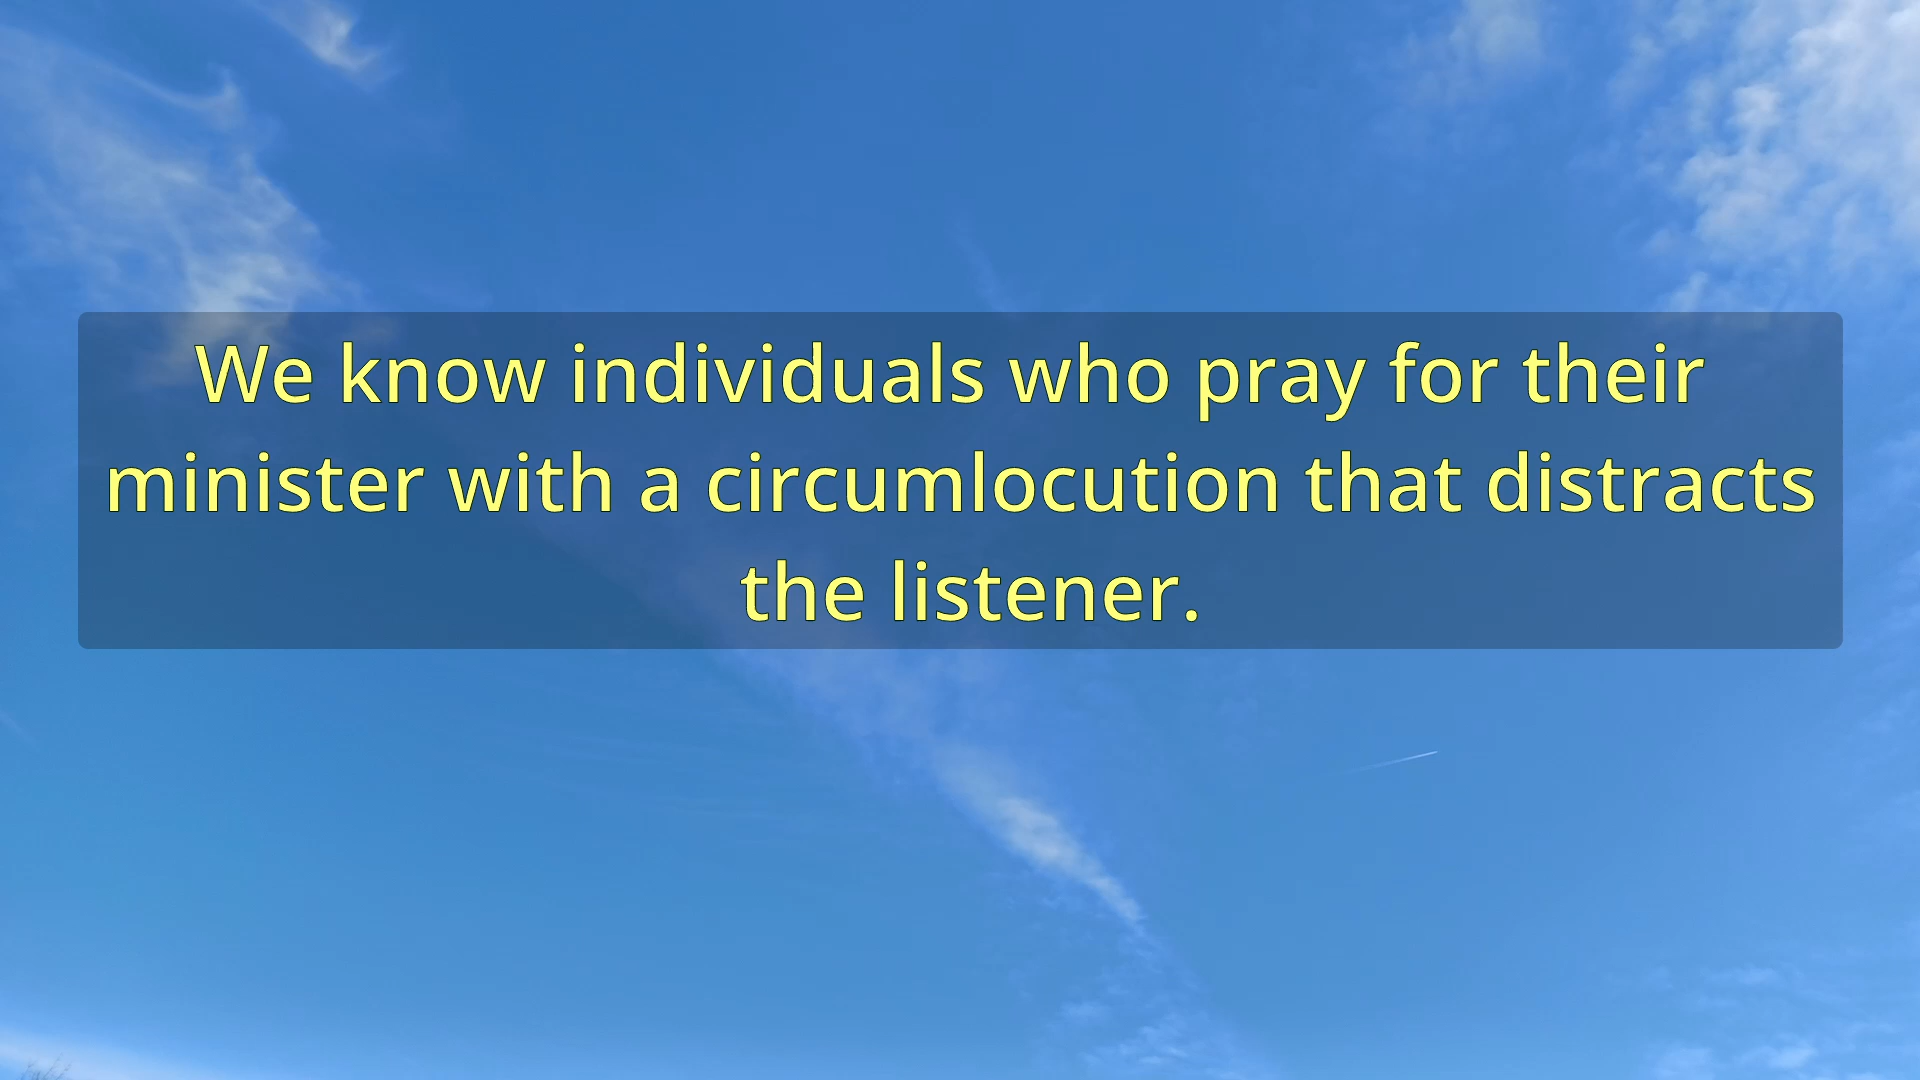 We know individuals who pray for their
minister with a circumlocution that distracts
the listener.